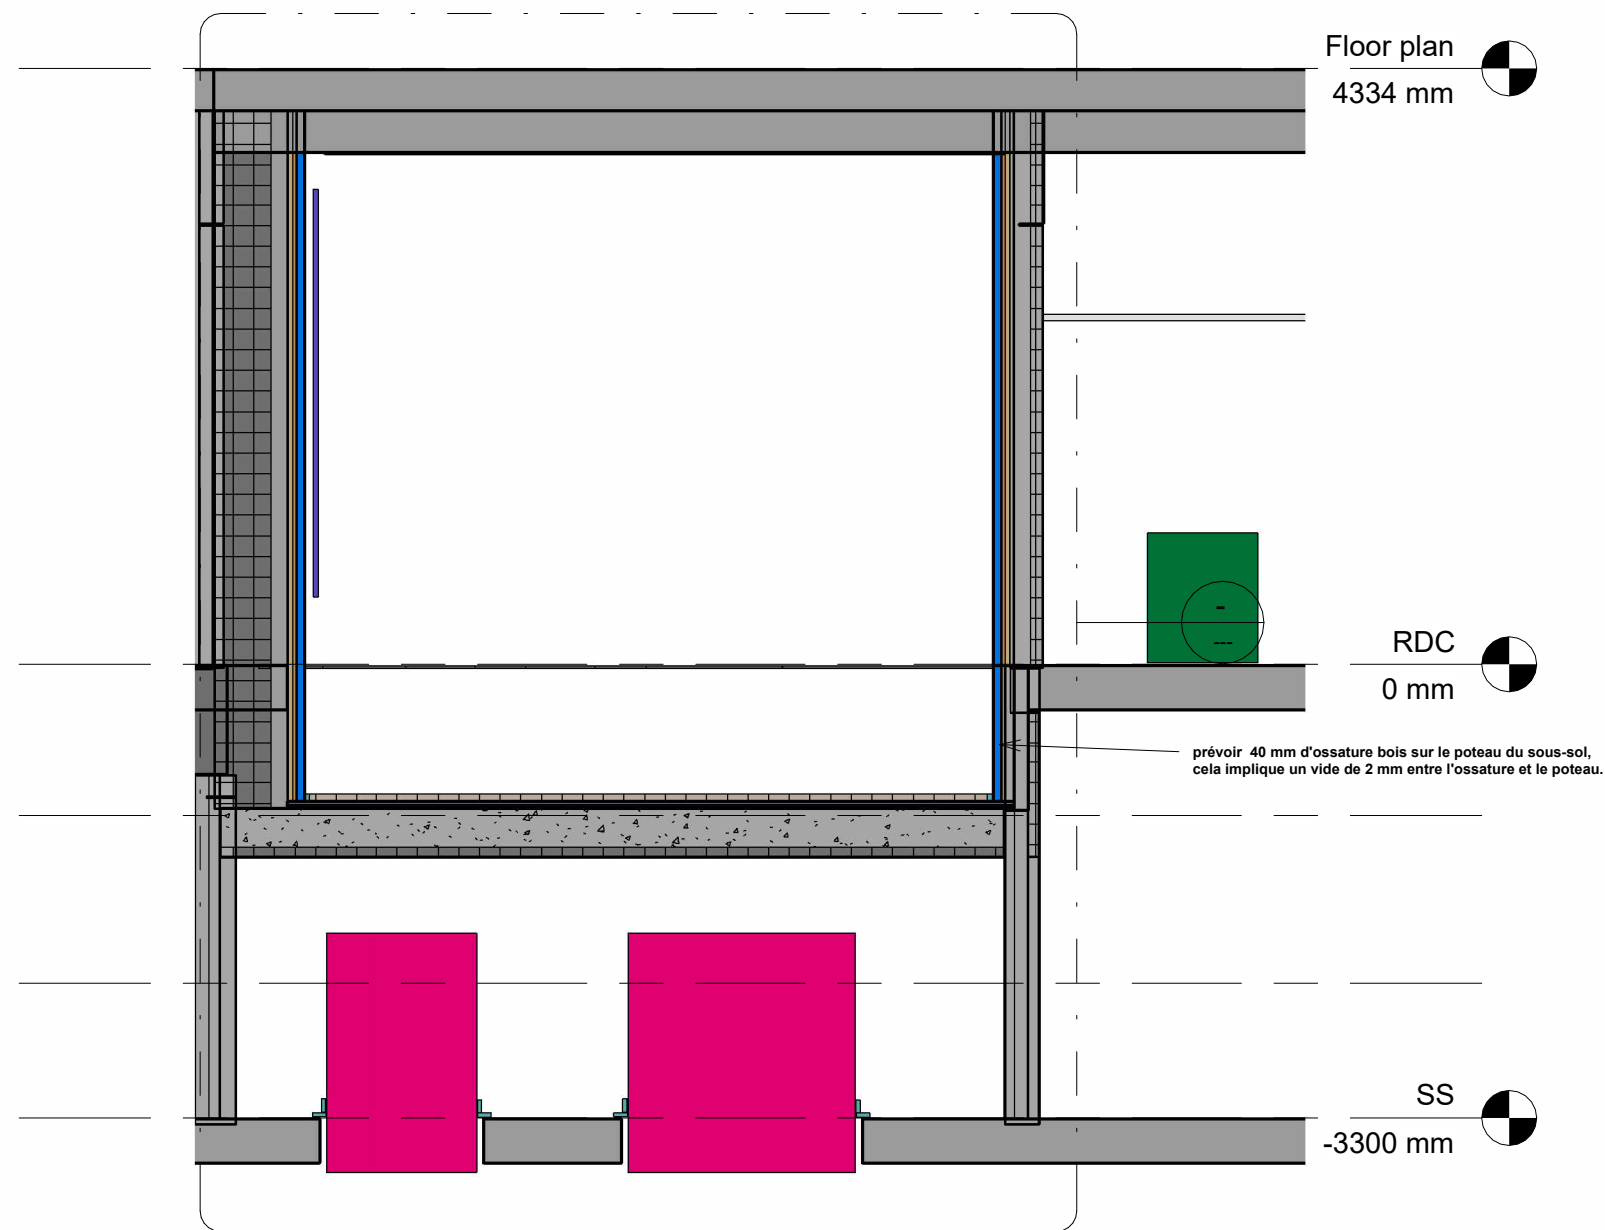 Floor plan
4334 mm
-
---
RDC
0 mm
prévoir 40 mm d'ossature bois sur le poteau du sous-sol,
cela implique un vide de 2 mm entre l'ossature et le poteau.
SS
-3300 mm